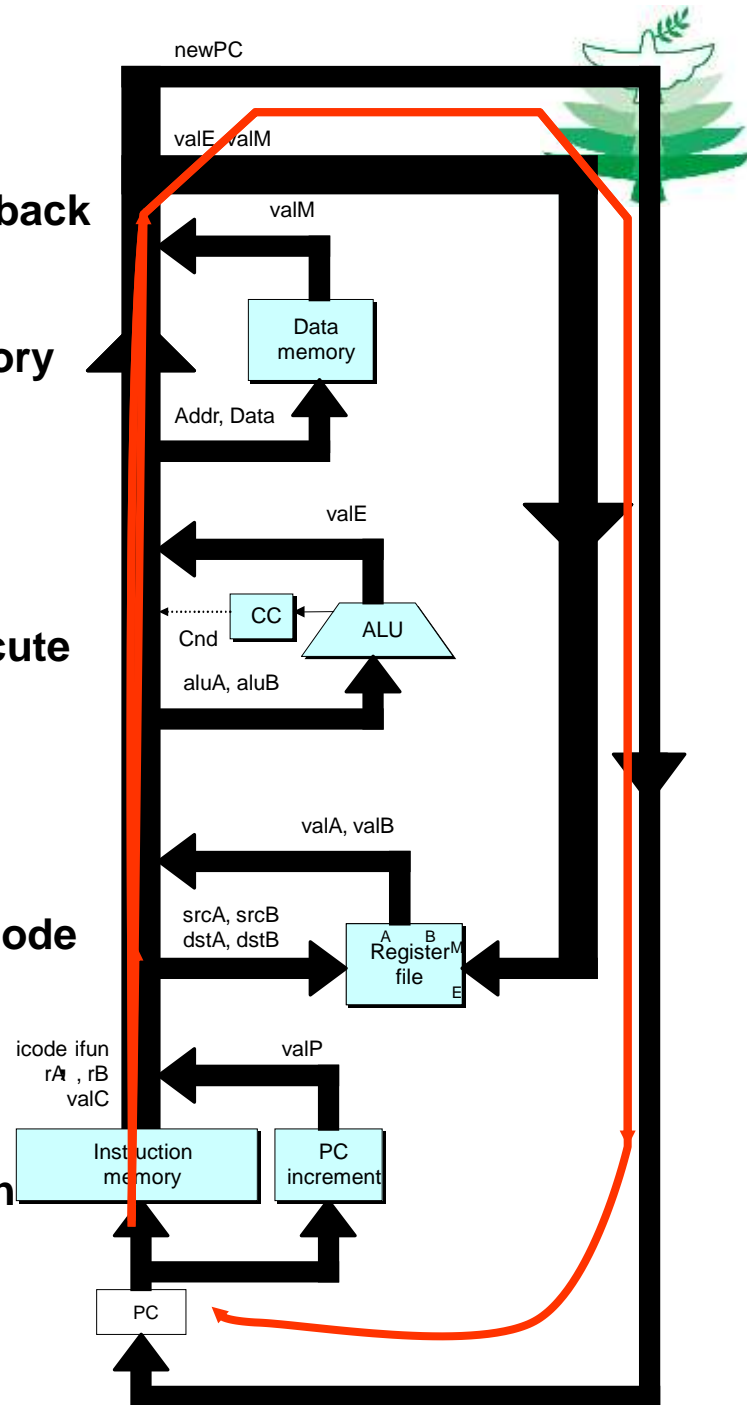 newPC
valE, valM
back
valM
Data
memory
ory
Addr, Data
valE
CC
ALU
Cnd
cute
aluA, aluB
valA, valB
srcA, srcB
dstA, dstB
ode
A B
Register M
file
E
icode ifun
rA , rB
valC
valP
Instruction
memory
PC
increment
h
PC